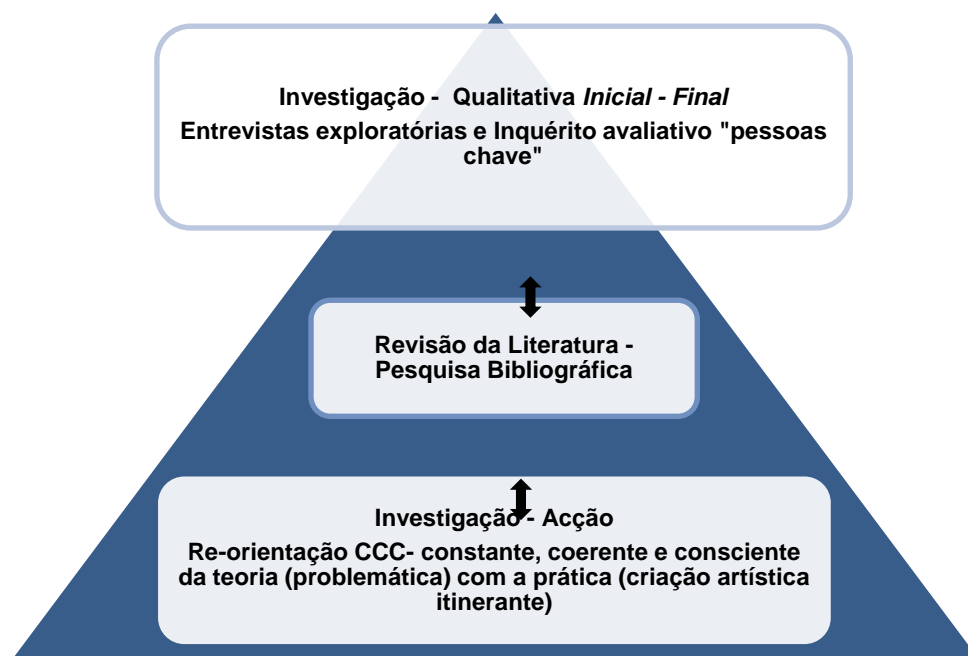 Investigação - Qualitativa Inicial - Final
Entrevistas exploratórias e Inquérito avaliativo "pessoas
chave"
Revisão da Literatura -
Pesquisa Bibliográfica
Investigação - Acção
Re-orientação CCC- constante, coerente e consciente
da teoria (problemática) com a prática (criação artística
itinerante)